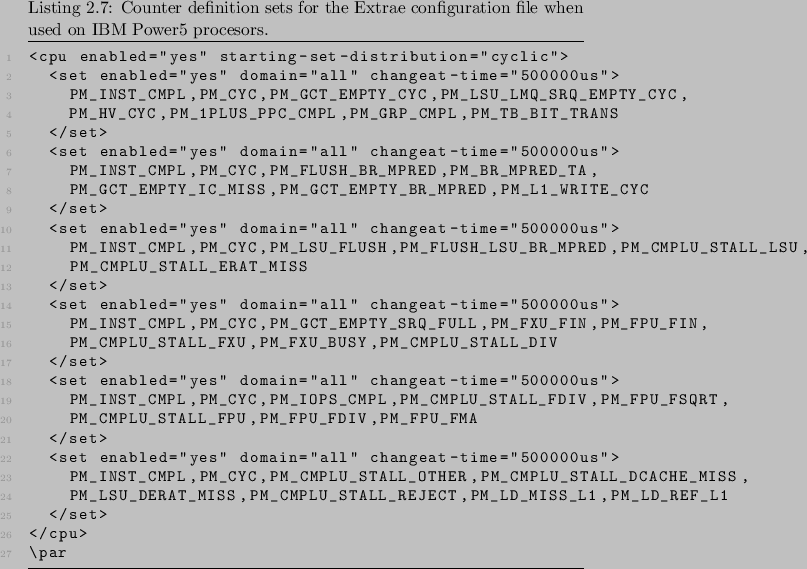 Listing 2.7: Counter definition sets for the Extrae configuration file when
used on IBM Power5 procesors.
1 <cpu enabled="yes" starting-set-distribution="cyclic">
2 <set enabled="yes" domain="all" changeat-time="500000us">
3 PM_INST_CMPL,PM_CYC,PM_GCT_EMPTY_CYC,PM_LSU_LMQ_SRQ_EMPTY_CYC,
4 PM_HV_CYC,PM_1PLUS_PPC_CMPL,PM_GRP_CMPL,PM_TB_BIT_TRANS
5 </set>
6 <set enabled="yes" domain="all" changeat-time="500000us">
7 PM_INST_CMPL,PM_CYC,PM_FLUSH_BR_MPRED,PM_BR_MPRED_TA,
8 PM_GCT_EMPTY_IC_MISS,PM_GCT_EMPTY_BR_MPRED,PM_L1_WRITE_CYC
9 </set>
10 <set enabled="yes" domain="all" changeat-time="500000us">
11 PM_INST_CMPL,PM_CYC,PM_LSU_FLUSH,PM_FLUSH_LSU_BR_MPRED,PM_CMPLU_STALL_LSU,
12 PM_CMPLU_STALL_ERAT_MISS
13 </set>
14 <set enabled="yes" domain="all" changeat-time="500000us">
15 PM_INST_CMPL,PM_CYC,PM_GCT_EMPTY_SRQ_FULL,PM_FXU_FIN,PM_FPU_FIN,
16 PM_CMPLU_STALL_FXU,PM_FXU_BUSY,PM_CMPLU_STALL_DIV
17 </set>
18 <set enabled="yes" domain="all" changeat-time="500000us">
19 PM_INST_CMPL,PM_CYC,PM_IOPS_CMPL,PM_CMPLU_STALL_FDIV,PM_FPU_FSQRT,
20 PM_CMPLU_STALL_FPU,PM_FPU_FDIV,PM_FPU_FMA
21 </set>
22 <set enabled="yes" domain="all" changeat-time="500000us">
23 PM_INST_CMPL,PM_CYC,PM_CMPLU_STALL_OTHER,PM_CMPLU_STALL_DCACHE_MISS,
24 PM_LSU_DERAT_MISS,PM_CMPLU_STALL_REJECT,PM_LD_MISS_L1,PM_LD_REF_L1
25 </set>
26 </cpu>
27 \par